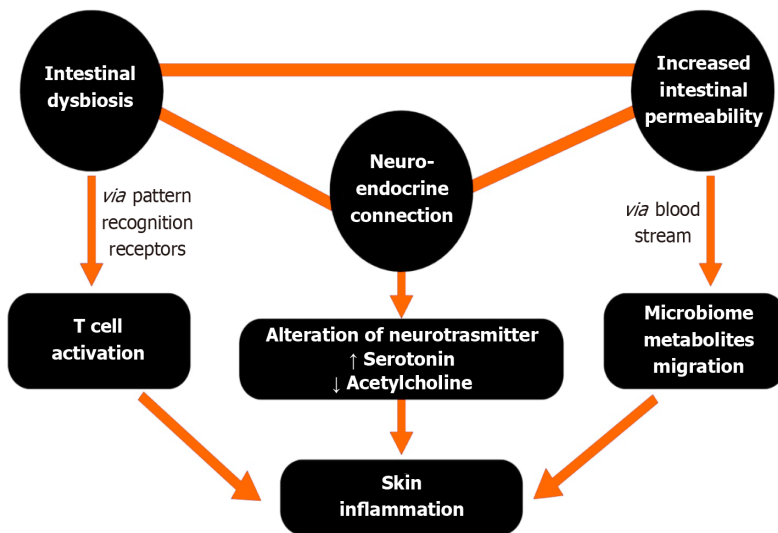 Intestinal
dysbiosis
Increased
intestinal
permeability
Neuro-
endocrine
connection
via pattern
recognition
receptors
via blood
stream
T cell
activation
Alteration of neurotrasmitter
↑ Serotonin
↓ Acetylcholine
Microbiome
metabolites
migration
Skin
inflammation